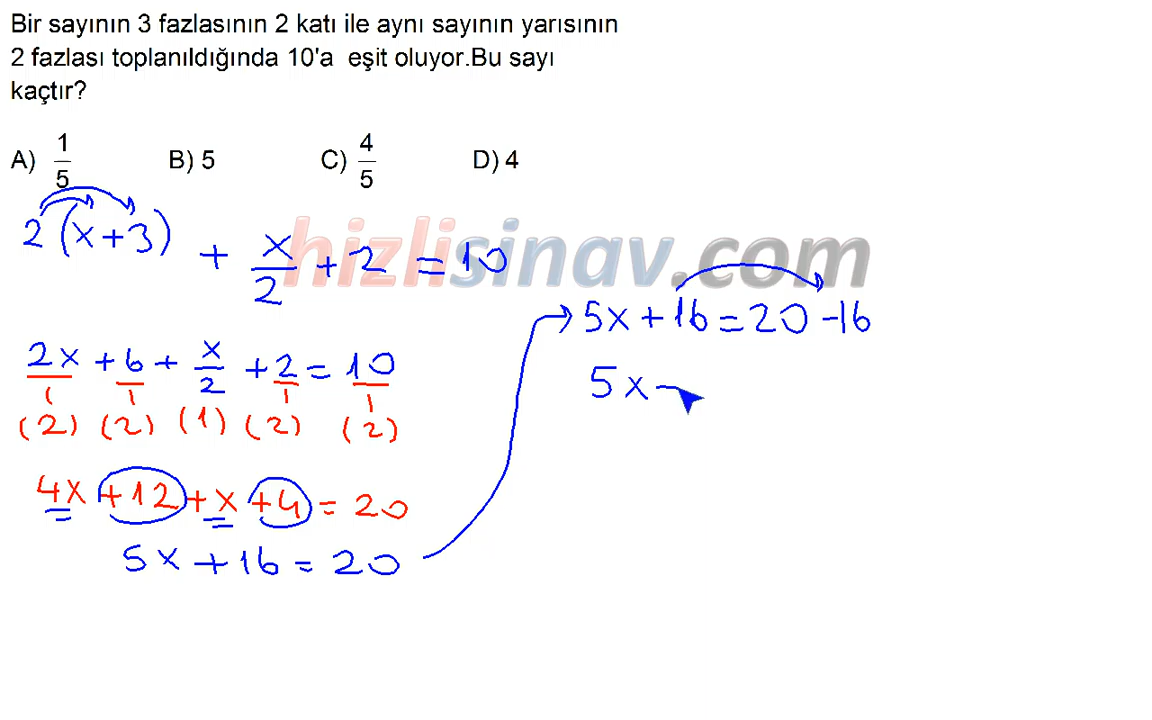 Bir sayının 3 fazlasının 2 katı ile aynı sayının yarısının
2 fazlası toplanıldığında 10'a eşit oluyor.Bu sayı
kaçtır?
A) 1/5 B) 5 C) 4/5 D) 4
hizlisinav.com
2(x+3) + x/2 + 2 = 10
2x/1 + 6/1 + x/2 + 2/1 = 10/1
(2) (2) (1) (2) (2)
4x +12 + x + 4 = 20
5x + 16 = 20
5x + 16 = 20 - 16
5x